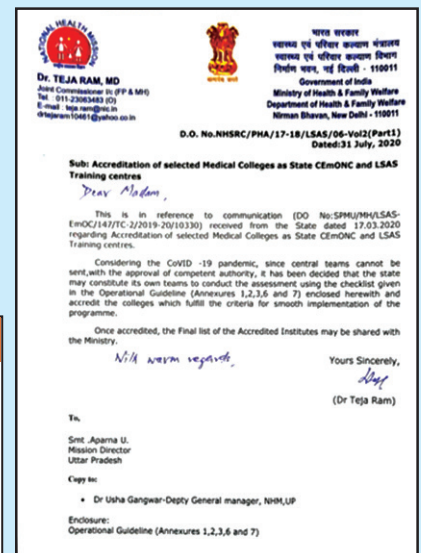 NATIONAL HEALTH MISSION
Dr. TEJA RAM, MD
Joint Commissioner I/c (FP & MH)
Tel. : 011-23063483 (O)
E-mail : teja.ram@nic.in
drtejaram10461@yahoo.co.in
सत्यमेव जयते
भारत सरकार
स्वास्थ्य एवं परिवार कल्याण मंत्रालय
स्वास्थ्य एवं परिवार कल्याण विभाग
निर्माण भवन, नई दिल्ली - 110011
Government of India
Ministry of Health & Family Welfare
Department of Health & Family Welfare
Nirman Bhavan, New Delhi - 110011
D.O. No.NHSRC/PHA/17-18/LSAS/06-Vol2(Part1)
Dated:31 July, 2020
Sub: Accreditation of selected Medical Colleges as State CEmONC and LSAS
Training centres
Dear Madam,
This is in reference to communication (DO No:SPMU/MH/LSAS-
EmOC/147/TC-2/2019-20/10330) received from the State dated 17.03.2020
regarding Accreditation of selected Medical Colleges as State CEmONC and LSAS
Training centres.
Considering the CoVID -19 pandemic, since central teams cannot be
sent,with the approval of competent authority, it has been decided that the state
may constitute its own teams to conduct the assessment using the checklist given
in the Operational Guideline (Annexures 1,2,3,6 and 7) enclosed herewith and
accredit the colleges which fulfill the criteria for smooth implementation of the
programme.
Once accredited, the Final list of the Accredited Institutes may be shared with
the Ministry.
With warm regards,
Yours Sincerely,
(Dr Teja Ram)
To,
Smt .Aparna U.
Mission Director
Uttar Pradesh
Copy to:
• Dr Usha Gangwar-Depty General manager, NHM,UP
Enclosure:
Operational Guideline (Annexures 1,2,3,6 and 7)